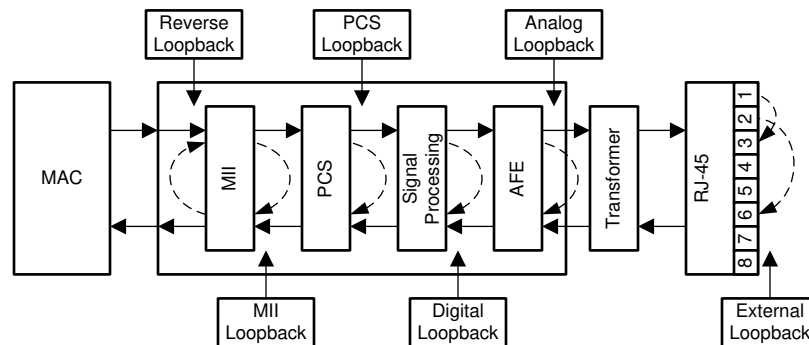 Reverse
Loopback
PCS
Loopback
Analog
Loopback
MAC
MII
PCS
Signal
Processing
AFE
Transformer
RJ-45
1
2
3
4
5
6
7
8
MII
Loopback
Digital
Loopback
External
Loopback